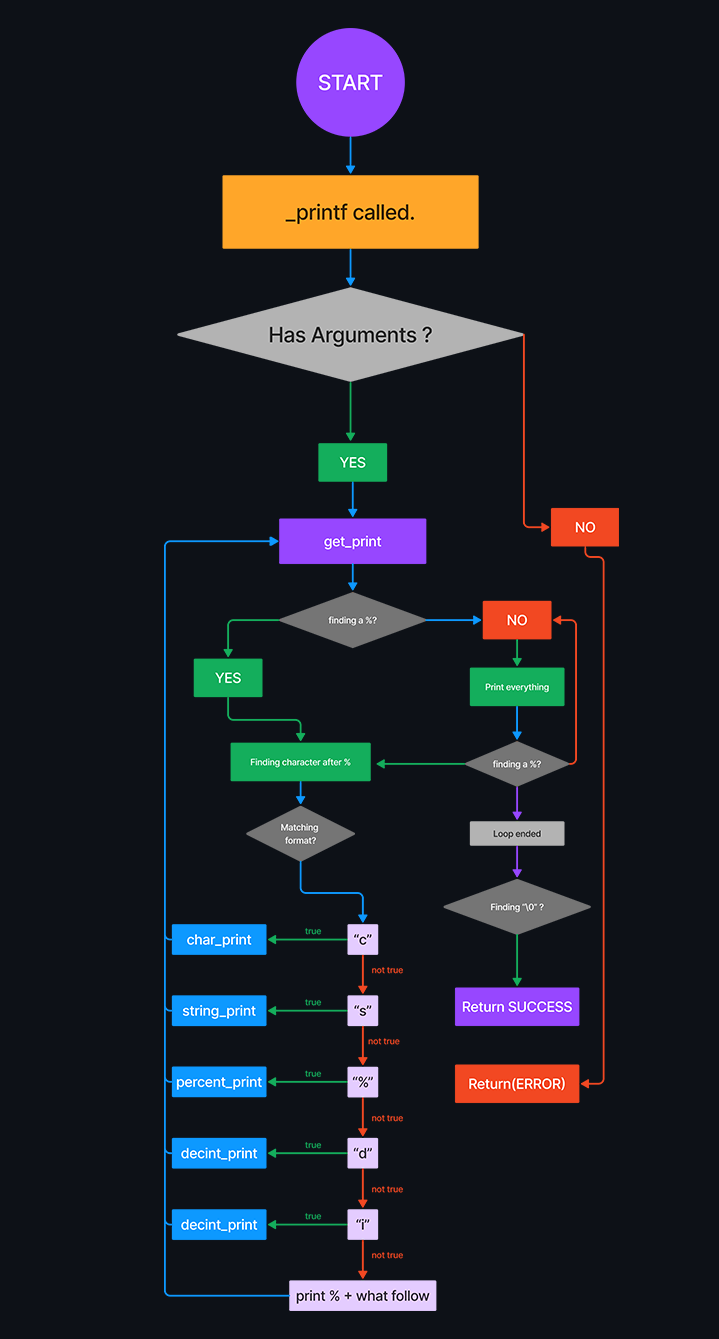 START
_printf called.
Has Arguments ?
YES
get_print
NO
finding a %?
NO
YES
Print everything
Finding character after %
finding a %?
Matching
format?
Loop ended
Finding "\0" ?
char_print
true
"c"
not true
string_print
true
"s"
not true
Return SUCCESS
percent_print
true
"%"
not true
Return(ERROR)
decint_print
true
"d"
not true
decint_print
true
"i"
not true
print % + what follow